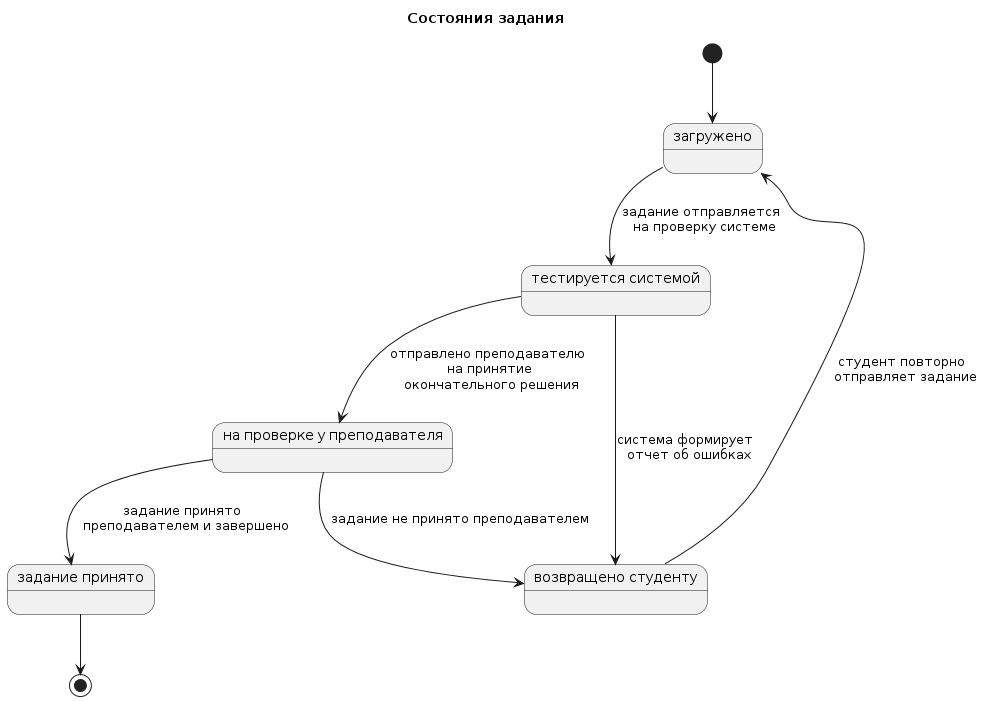 Состояния задания
загружено
задание отправляется
на проверку системе
тестируется системой
отправлено преподавателю
на принятие
окончательного решения
студент повторно
отправляет задание
на проверке у преподавателя
система формирует
отчет об ошибках
задание принято
преподавателем и завершено
задание не принято преподавателем
задание принято
возвращено студенту